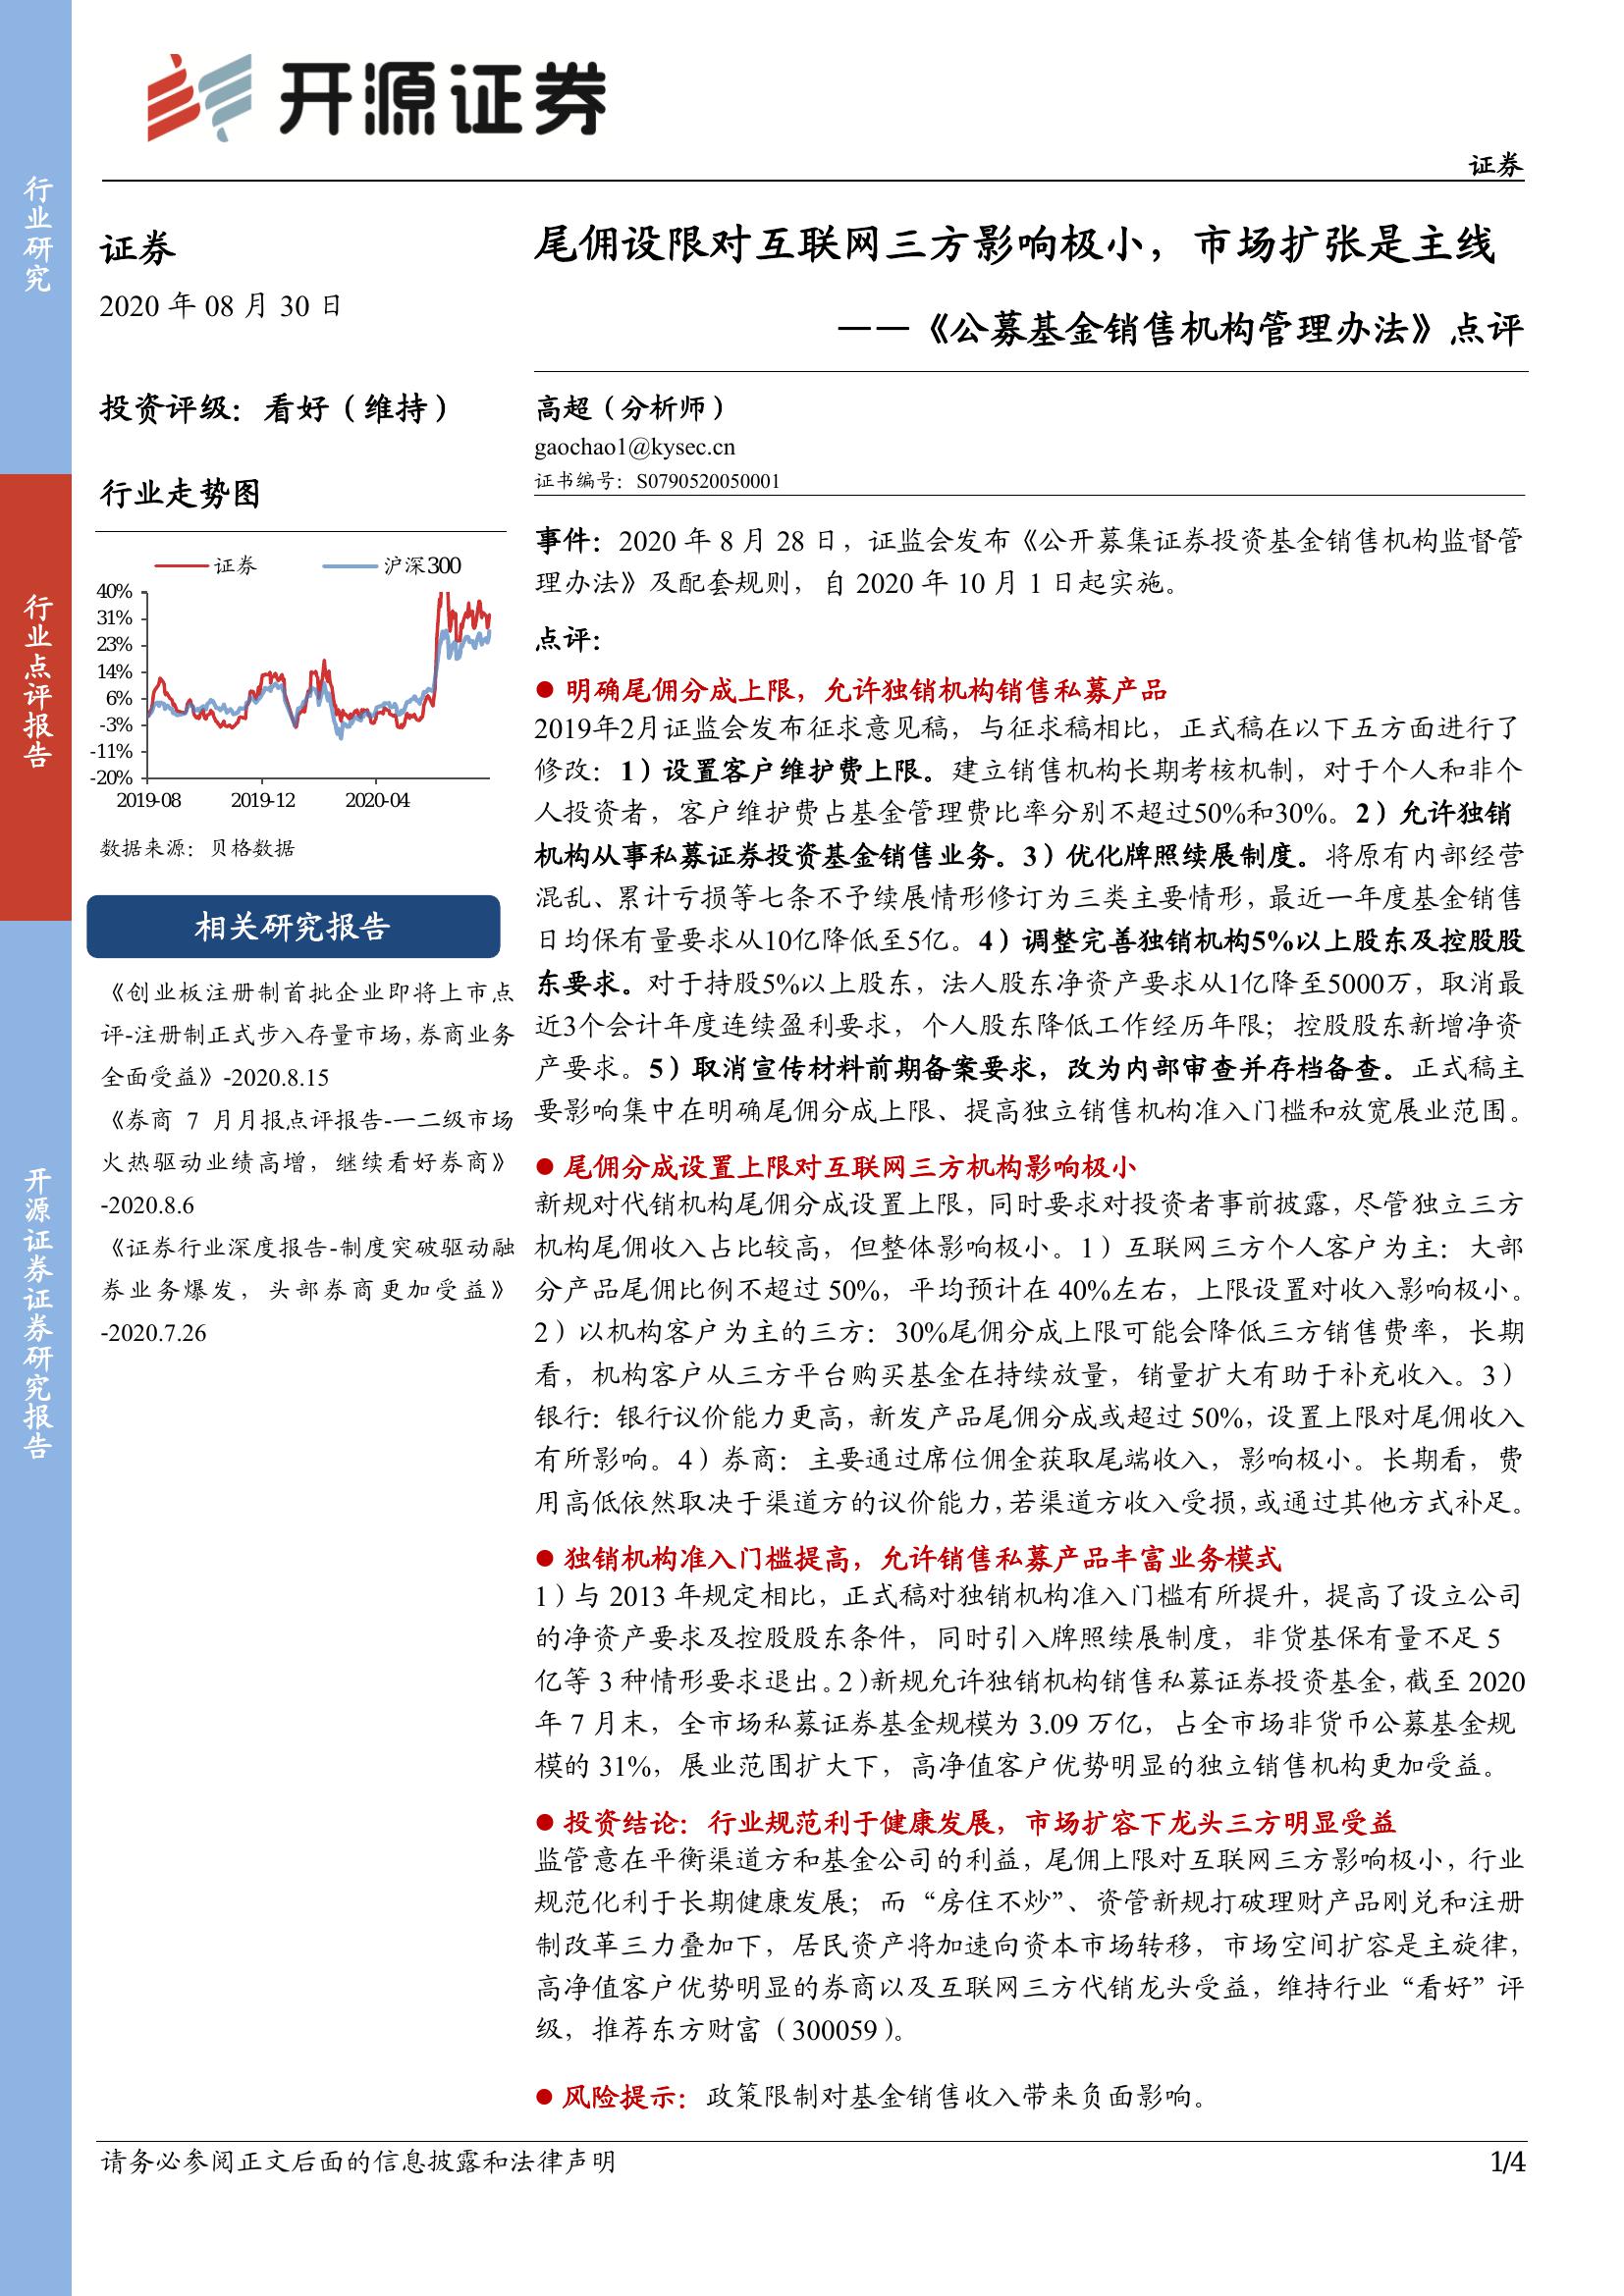 开源证券
证券
行业研究
行业点评报告
开源证券证券研究报告
证券
2020 年 08 月 30 日
投资评级：看好（维持）
行业走势图
证券 沪深300
40%
31%
23%
14%
6%
-3%
-11%
-20%
2019-08 2019-12 2020-04
数据来源：贝格数据
相关研究报告
《创业板注册制首批企业即将上市点
评-注册制正式步入存量市场，券商业务
全面受益》-2020.8.15
《券商 7 月月报点评报告-一二级市场
火热驱动业绩高增，继续看好券商》
-2020.8.6
《证券行业深度报告-制度突破驱动融
券业务爆发，头部券商更加受益》
-2020.7.26
尾佣设限对互联网三方影响极小，市场扩张是主线
——《公募基金销售机构管理办法》点评
高超（分析师）
gaochao1@kysec.cn
证书编号：S0790520050001
事件：2020 年 8 月 28 日，证监会发布《公开募集证券投资基金销售机构监督管
理办法》及配套规则，自 2020 年 10 月 1 日起实施。
点评：
● 明确尾佣分成上限，允许独销机构销售私募产品
2019年2月证监会发布征求意见稿，与征求稿相比，正式稿在以下五方面进行了
修改：1）设置客户维护费上限。建立销售机构长期考核机制，对于个人和非个
人投资者，客户维护费占基金管理费比率分别不超过50%和30%。2）允许独销
机构从事私募证券投资基金销售业务。3）优化牌照续展制度。将原有内部经营
混乱、累计亏损等七条不予续展情形修订为三类主要情形，最近一年度基金销售
日均保有量要求从10亿降低至5亿。4）调整完善独销机构5%以上股东及控股股
东要求。对于持股5%以上股东，法人股东净资产要求从1亿降至5000万，取消最
近3个会计年度连续盈利要求，个人股东降低工作经历年限；控股股东新增净资
产要求。5）取消宣传材料前期备案要求，改为内部审查并存档备查。正式稿主
要影响集中在明确尾佣分成上限、提高独立销售机构准入门槛和放宽展业范围。
● 尾佣分成设置上限对互联网三方机构影响极小
新规对代销机构尾佣分成设置上限，同时要求对投资者事前披露，尽管独立三方
机构尾佣收入占比较高，但整体影响极小。1）互联网三方个人客户为主：大部
分产品尾佣比例不超过 50%，平均预计在 40%左右，上限设置对收入影响极小。
2）以机构客户为主的三方：30%尾佣分成上限可能会降低三方销售费率，长期
看，机构客户从三方平台购买基金在持续放量，销量扩大有助于补充收入。3）
银行：银行议价能力更高，新发产品尾佣分成或超过 50%，设置上限对尾佣收入
有所影响。4）券商：主要通过席位佣金获取尾端收入，影响极小。长期看，费
用高低依然取决于渠道方的议价能力，若渠道方收入受损，或通过其他方式补足。
● 独销机构准入门槛提高，允许销售私募产品丰富业务模式
1）与 2013 年规定相比，正式稿对独销机构准入门槛有所提升，提高了设立公司
的净资产要求及控股股东条件，同时引入牌照续展制度，非货基保有量不足 5
亿等 3 种情形要求退出。2）新规允许独销机构销售私募证券投资基金，截至 2020
年 7 月末，全市场私募证券基金规模为 3.09 万亿，占全市场非货币公募基金规
模的 31%，展业范围扩大下，高净值客户优势明显的独立销售机构更加受益。
● 投资结论：行业规范利于健康发展，市场扩容下龙头三方明显受益
监管意在平衡渠道方和基金公司的利益，尾佣上限对互联网三方影响极小，行业
规范化利于长期健康发展；而“房住不炒”、资管新规打破理财产品刚兑和注册
制改革三力叠加下，居民资产将加速向资本市场转移，市场空间扩容是主旋律，
高净值客户优势明显的券商以及互联网三方代销龙头受益，维持行业“看好”评
级，推荐东方财富（300059）。
● 风险提示：政策限制对基金销售收入带来负面影响。
请务必参阅正文后面的信息披露和法律声明
1/4